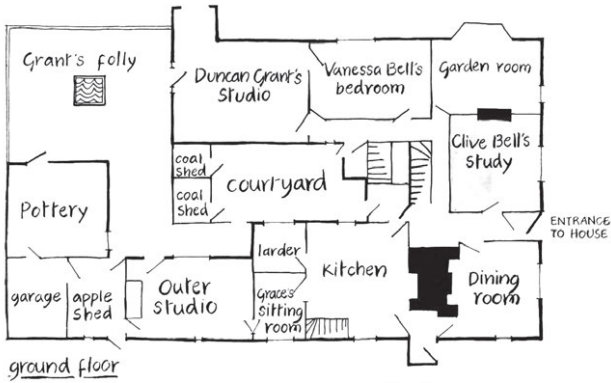 Grant's folly
Duncan Grant's
Studio
Vanessa Bell's
bedroom
Garden room
Clive Bell's
Study
coal
shed
coal
shed
courtyard
Pottery
ENTRANCE
TO HOUSE
larder
Kitchen
Dining
room
garage
apple
shed
Outer
studio
Grace's
sitting
room
ground floor